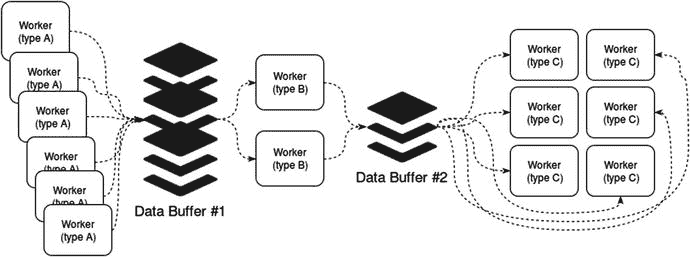 Worker
(type A)
Worker
(type A)
Worker
(type A)
Worker
(type A)
Worker
(type A)
Worker
(type A)
Data Buffer #1
Worker
(type B)
Worker
(type B)
Data Buffer #2
Worker
(type C)
Worker
(type C)
Worker
(type C)
Worker
(type C)
Worker
(type C)
Worker
(type C)